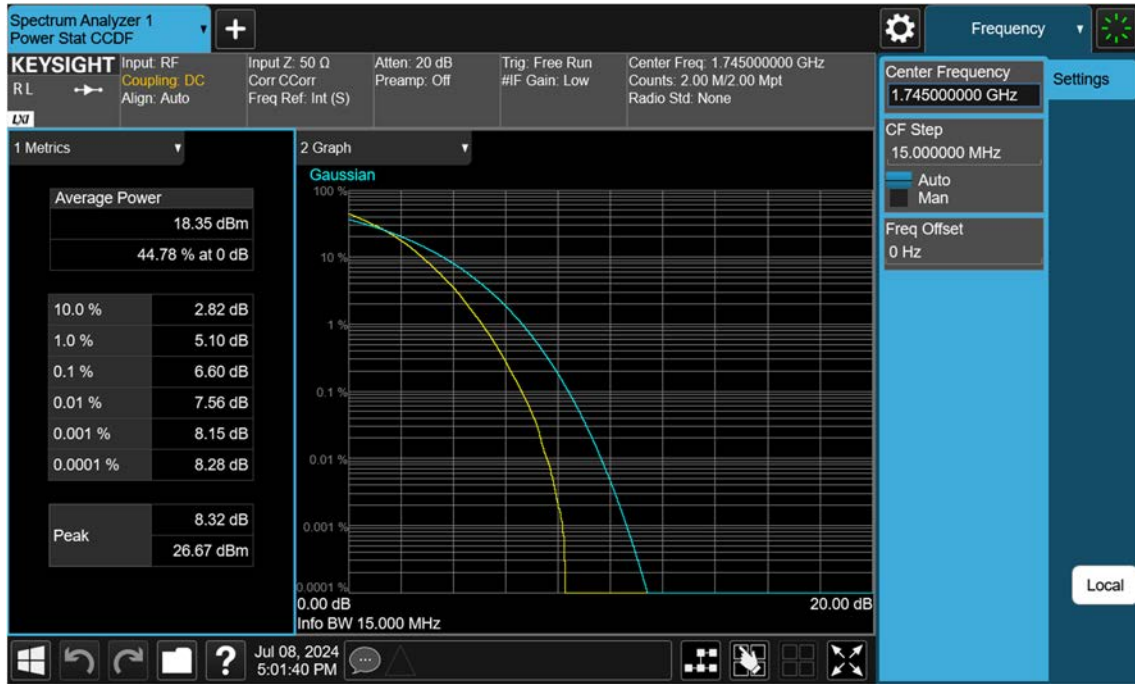 Spectrum Analyzer 1
Power Stat CCDF
Frequency
KEYSIGHT
R L
LXI
Input: RF
Coupling: DC
Align: Auto
Input Z: 50 Ω
Corr CCorr
Freq Ref: Int (S)
Atten: 20 dB
Preamp: Off
Trig: Free Run
#IF Gain: Low
Center Freq: 1.745000000 GHz
Counts: 2.00 M/2.00 Mpt
Radio Std: None
Center Frequency
1.745000000 GHz
Settings
CF Step
15.000000 MHz
Auto
Man
Freq Offset
0 Hz
Local
1 Metrics
Average Power
18.35 dBm
44.78 % at 0 dB
10.0 % 2.82 dB
1.0 % 5.10 dB
0.1 % 6.60 dB
0.01 % 7.56 dB
0.001 % 8.15 dB
0.0001 % 8.28 dB
Peak
8.32 dB
26.67 dBm
2 Graph
Gaussian
100 %
10 %
1 %
0.1 %
0.01 %
0.001 %
0.0001 %
0.00 dB 20.00 dB
Info BW 15.000 MHz
?
Jul 08, 2024
5:01:40 PM